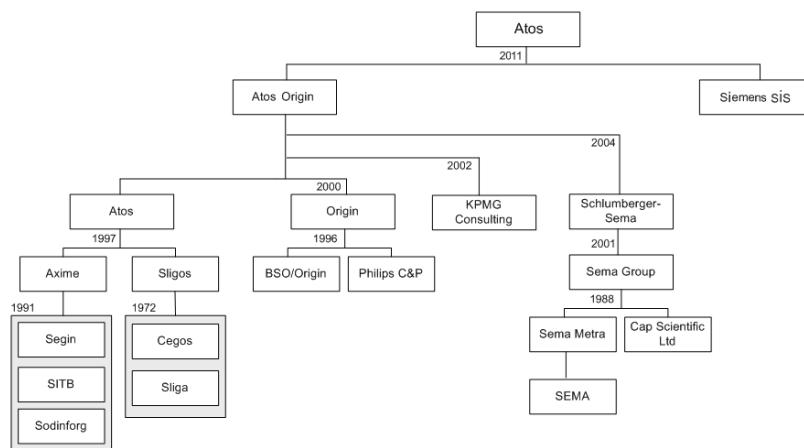 Atos
2011
Atos Origin
Siemens SİS
2004
2002
2000
Atos
Origin
KPMG
Consulting
Schlumberger-
Sema
1997
1996
2001
Axime
Sligos
BSO/Origin
Philips C&P
Sema Group
1991
1972
1988
Segin
Cegos
Sema Metra
Cap Scientific
Ltd
SITB
Sliga
SEMA
Sodinforg